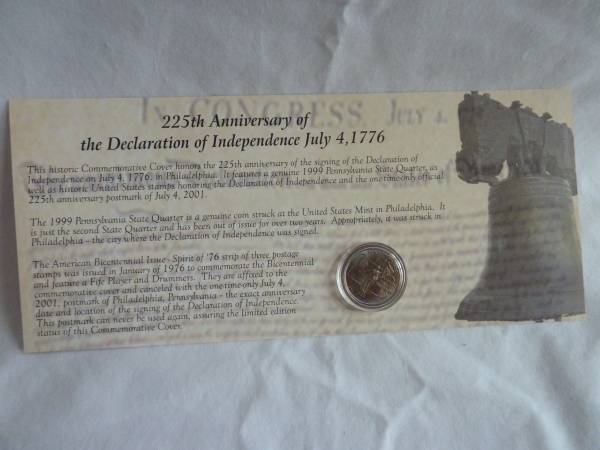 IN CONGRESS, JULY 4.
225th Anniversary of
the Declaration of Independence July 4,1776
This historic Commemorative Cover honors the 225th anniversary of the signing of the Declaration of
Independence on July 4, 1776, in Philadelphia. It features a genuine 1999 Pennsylvania State Quarter, as
well as historic United States stamps honoring the Declaration of Independence and the one-time-only official
225th anniversary postmark of July 4, 2001.
The 1999 Pennsylvania State Quarter is a genuine coin struck at the United States Mint in Philadelphia. It
is just the second State Quarter and has been out of issue for over two years. Appropriately, it was struck in
Philadelphia - the city where the Declaration of Independence was signed.
The American Bicentennial Issue - Spirit of '76 strip of three postage
stamps was issued in January of 1976 to commemorate the Bicentennial
and feature a Fife Player and Drummers. They are affixed to the
commemorative cover and canceled with the one-time-only July 4,
2001, postmark of Philadelphia, Pennsylvania - the exact anniversary
date and location of the signing of the Declaration of Independence.
This postmark can never be used again, assuring the limited edition
status of this Commemorative Cover.